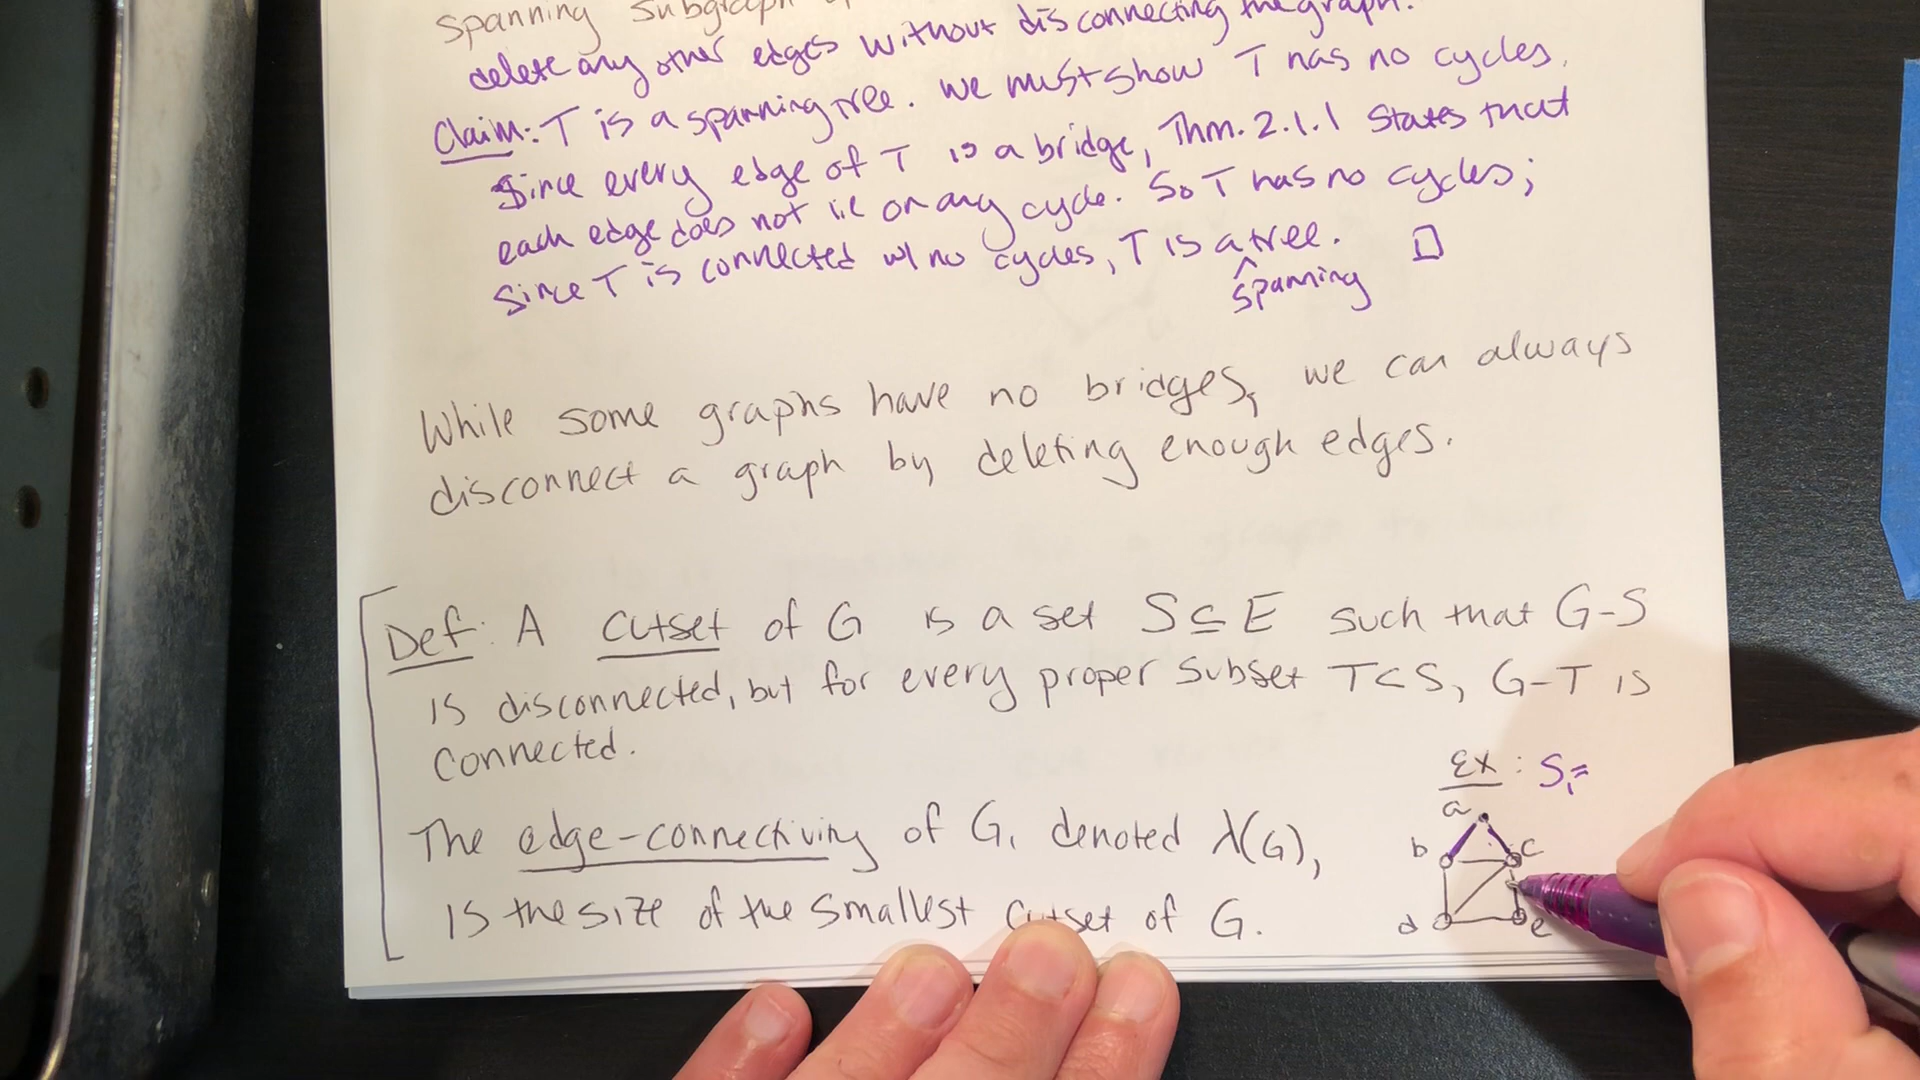 spanning subgraph
delete any other edges without disconnecting the graph.
Claim: T is a spanning tree. We must show T has no cycles.
Since every edge of T is a bridge, Thm. 2.1.1 States that
each edge does not lie on any cycle. So T has no cycles;
since T is connected w/ no cycles, T is a ^ tree. □
spanning
While some graphs have no bridges, we can always
disconnect a graph by deleting enough edges.
Def: A cutset of G is a set S ⊆ E such that G-S
is disconnected, but for every proper subset T⊂S, G-T is
connected.
Ex: S₁=
The edge-connectivity of G, denoted λ(G),
is the size of the smallest cutset of G.
a
b c
d e